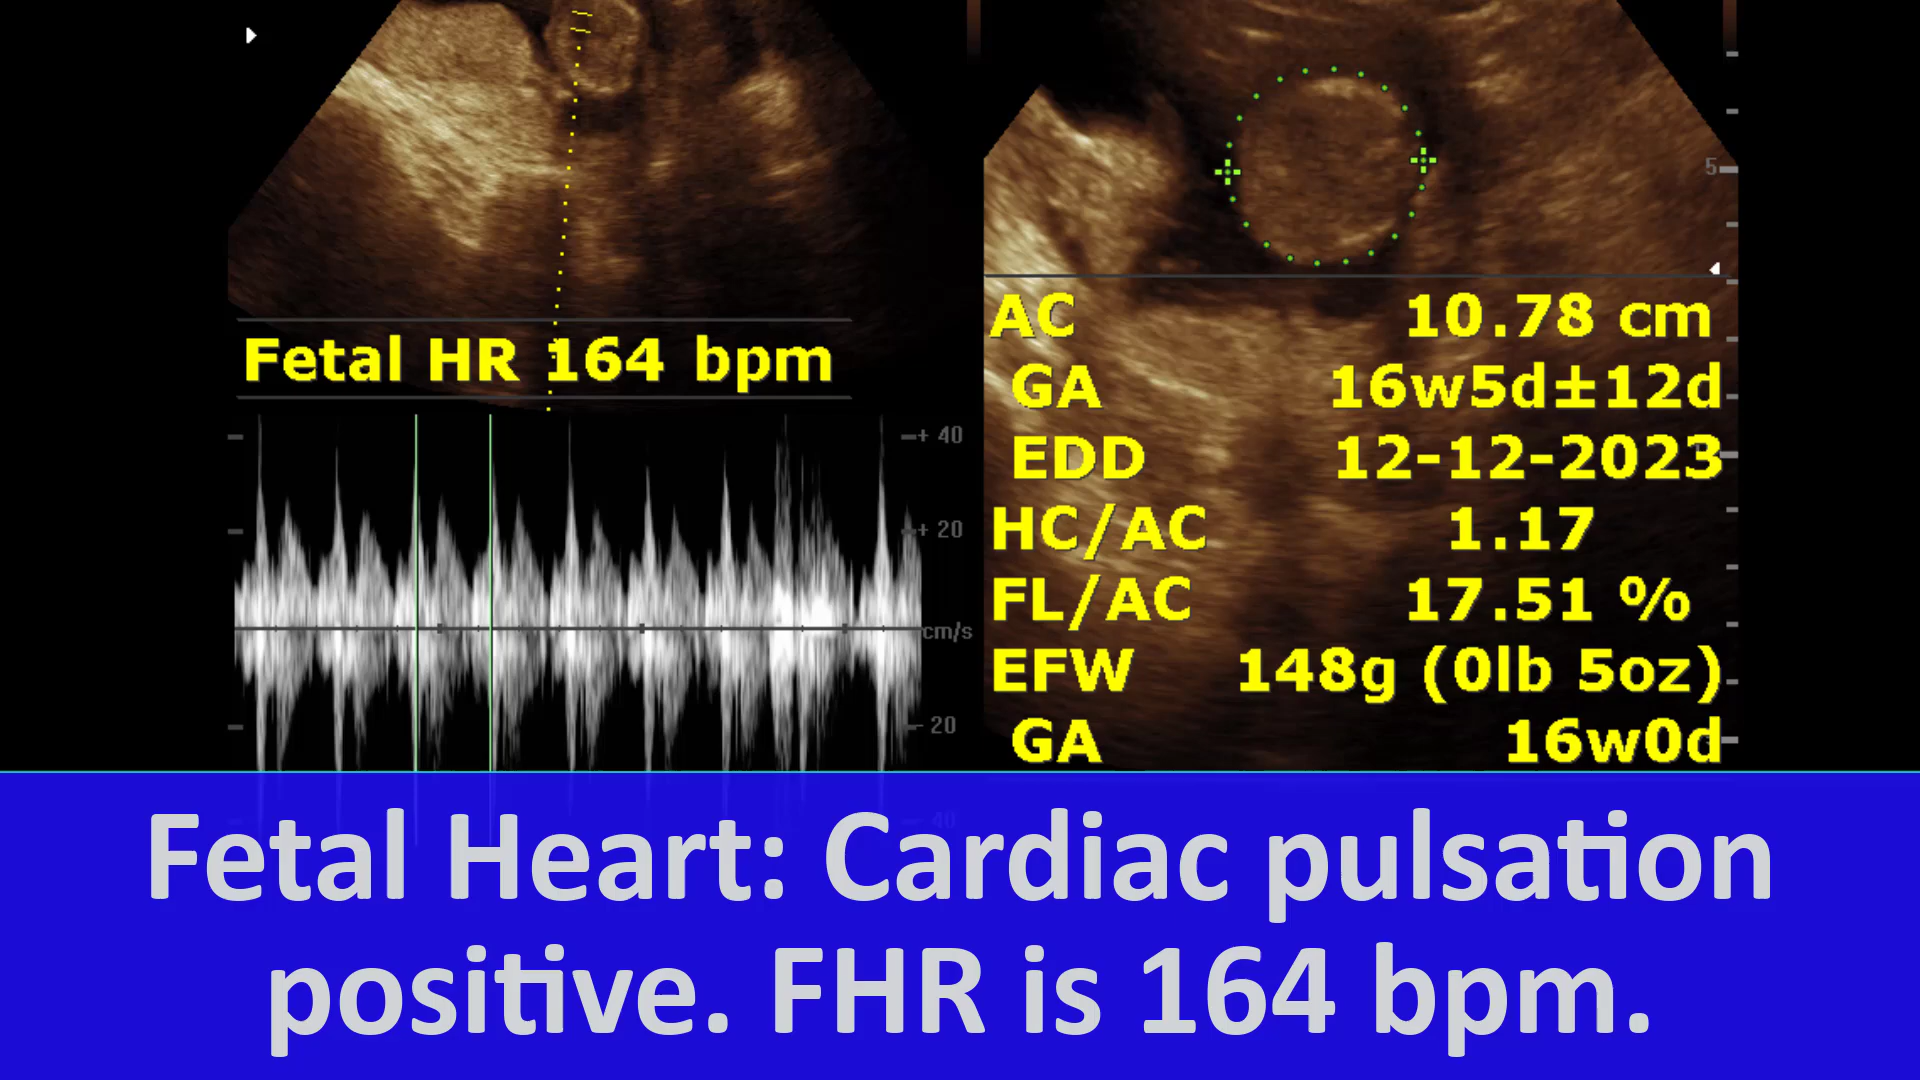 Fetal HR 164 bpm
+ 40
+ 20
cm/s
- 20
- 40
5
AC 10.78 cm
GA 16w5d±12d
EDD 12-12-2023
HC/AC 1.17
FL/AC 17.51 %
EFW 148g (0lb 5oz)
GA 16w0d
Fetal Heart: Cardiac pulsation
positive. FHR is 164 bpm.